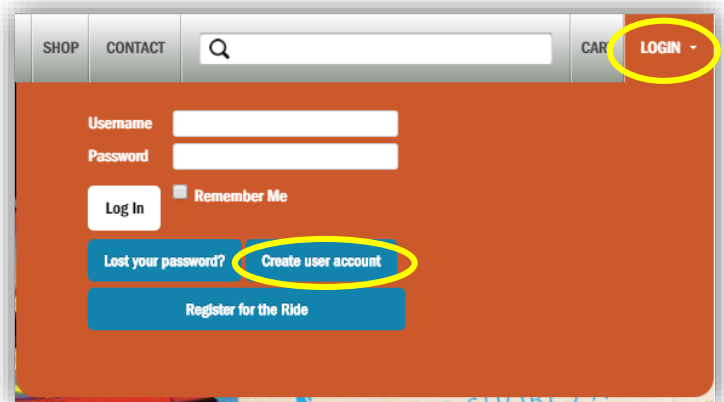 SHOP CONTACT CART LOGIN
Username
Password
Log In Remember Me
Lost your password? Create user account
Register for the Ride